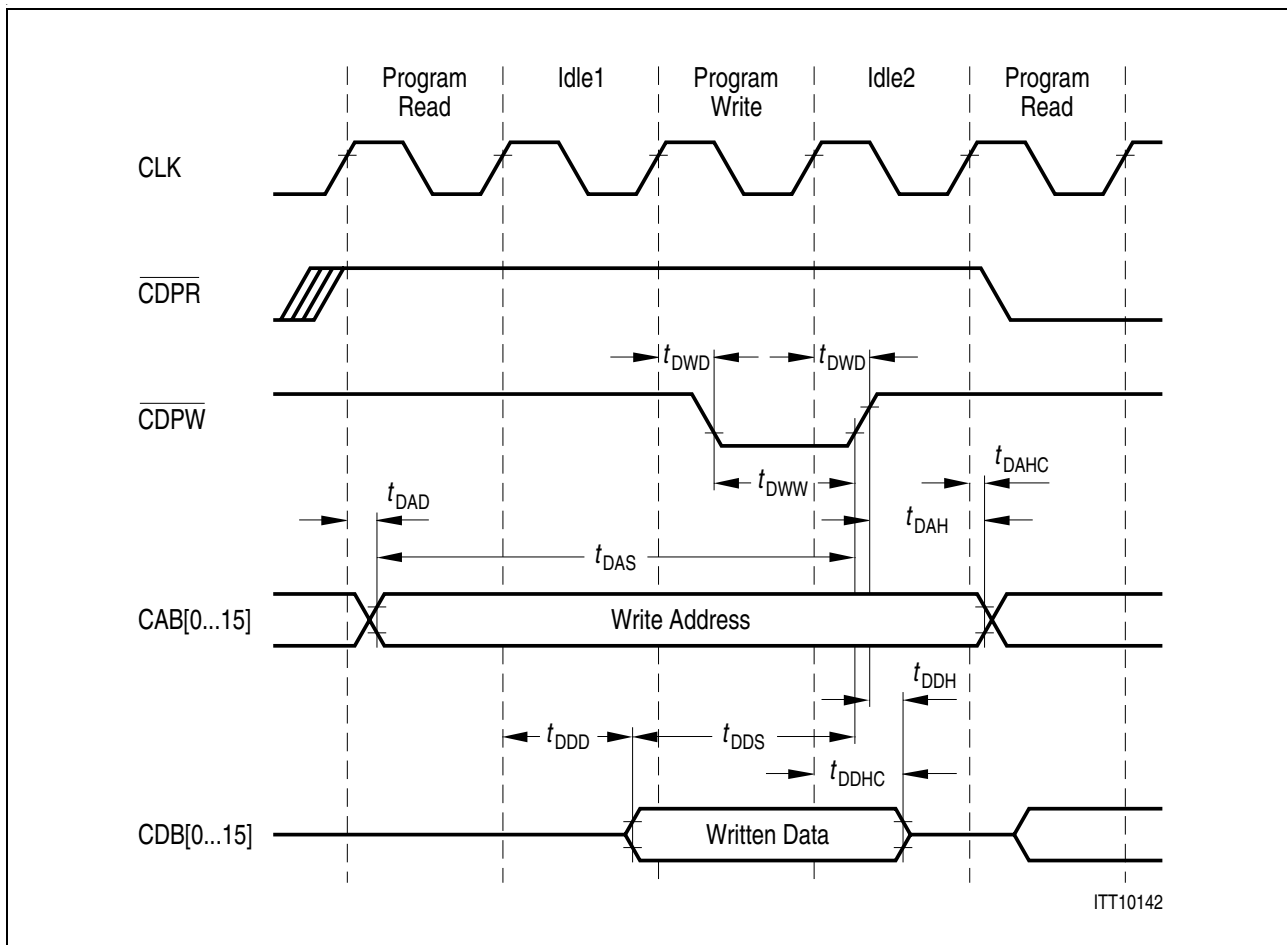 Program Read
Idle1
Program Write
Idle2
Program Read
CLK
CDPR
tDWD
tDWD
CDPW
tDWW
tDAHC
tDAD
tDAH
tDAS
CAB[0...15]
Write Address
tDDH
tDDD
tDDS
tDDHC
CDB[0...15]
Written Data
ITT10142